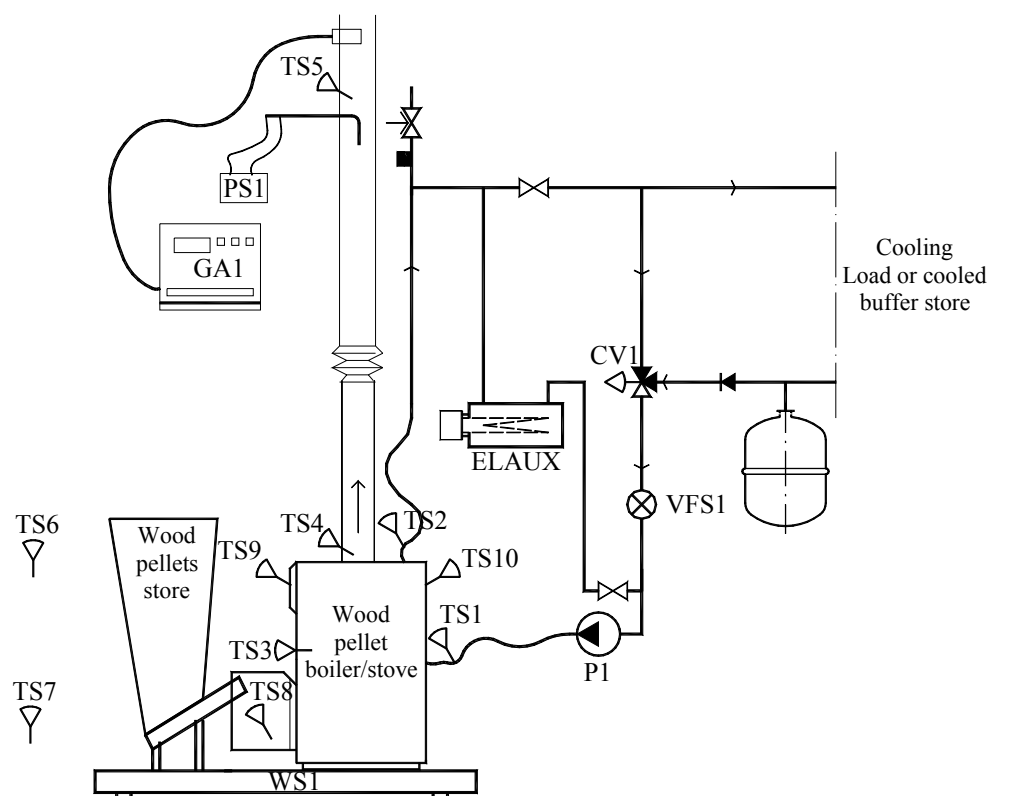 TS5
PS1
GA1
Cooling
Load or cooled
buffer store
CV1
ELAUX
VFS1
TS6
Wood
pellets
store
TS4
TS2
TS9
TS10
Wood
pellet
boiler/stove
TS1
TS3
P1
TS7
TS8
WS1